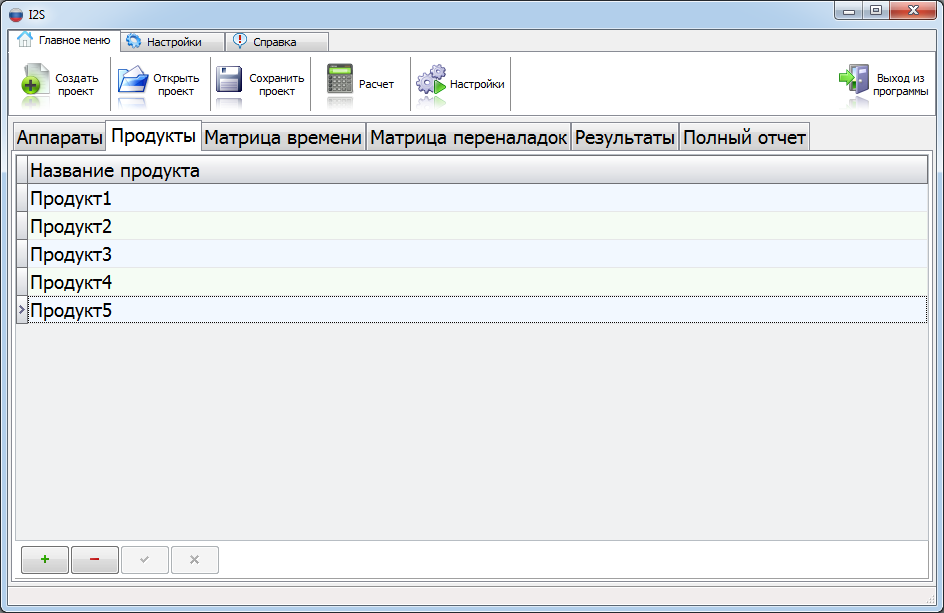 I2S
Главное меню Настройки Справка
Создать проект Открыть проект Сохранить проект Расчет Настройки Выход из программы
Аппараты Продукты Матрица времени Матрица переналадок Результаты Полный отчет
Название продукта
Продукт1
Продукт2
Продукт3
Продукт4
Продукт5